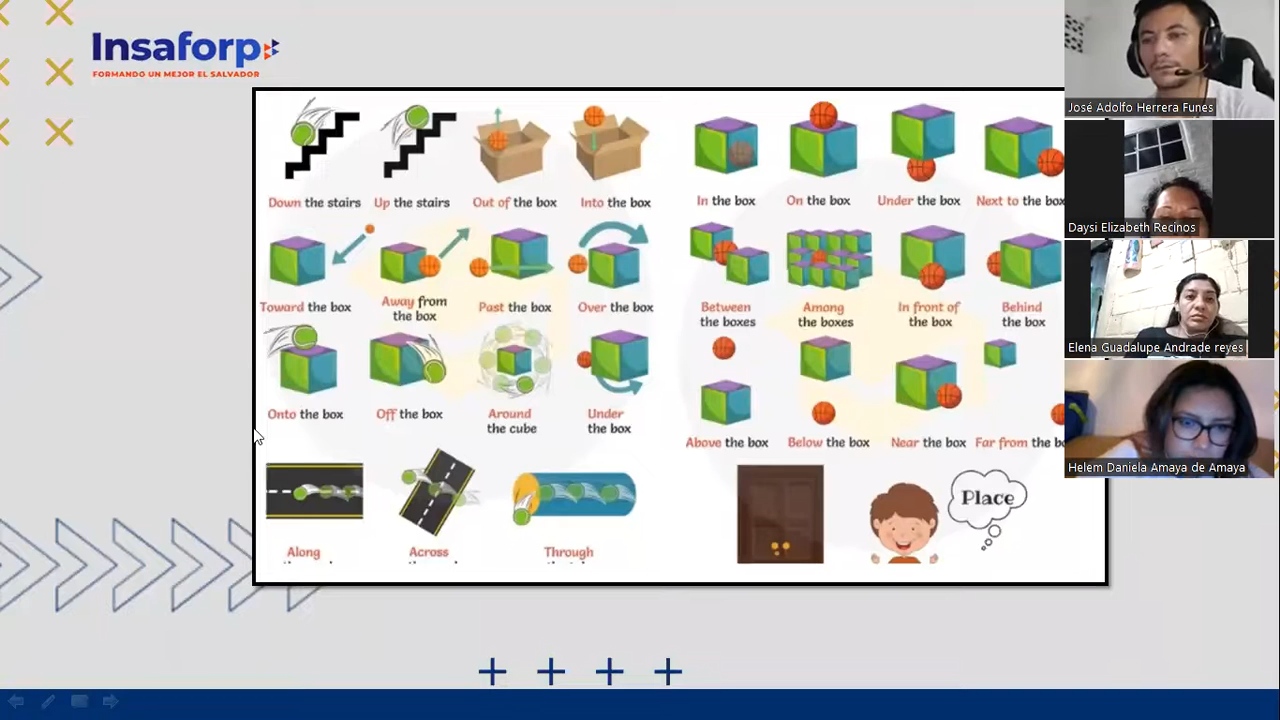 Insaforp
FORMANDO UN MEJOR EL SALVADOR
Down the stairs
Up the stairs
Out of the box
Into the box
In the box
On the box
Under the box
Next to the box
Toward the box
Away from
the box
Past the box
Over the box
Between
the boxes
Among
the boxes
In front of
the box
Behind
the box
Onto the box
Off the box
Around
the cube
Under
the box
Above the box
Below the box
Near the box
Far from the bo
Along
Across
Through
Place
José Adolfo Herrera Funes
Daysi Elizabeth Recinos
Elena Guadalupe Andrade reyes
Helem Daniela Amaya de Amaya